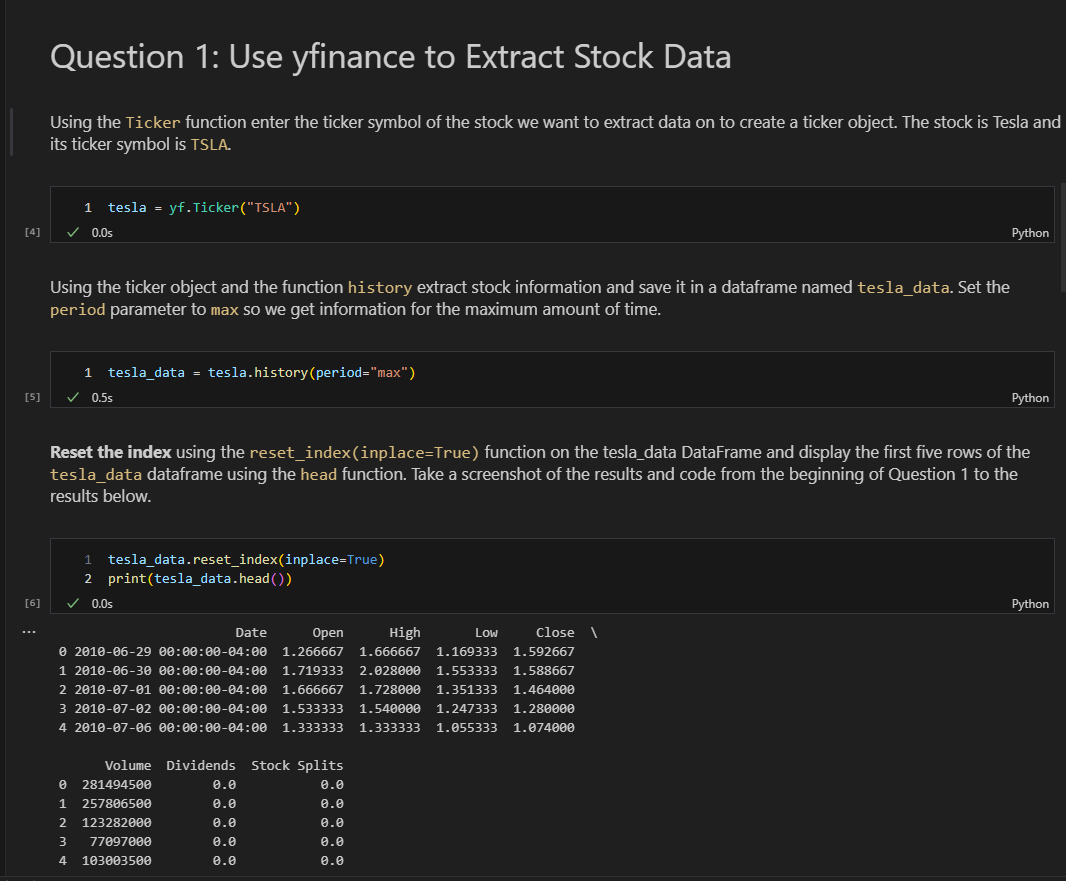 Question 1: Use yfinance to Extract Stock Data
Using the Ticker function enter the ticker symbol of the stock we want to extract data on to create a ticker object. The stock is Tesla and
its ticker symbol is TSLA.
1 tesla = yf.Ticker("TSLA")
[4] ✓ 0.0s Python
Using the ticker object and the function history extract stock information and save it in a dataframe named tesla_data. Set the
period parameter to max so we get information for the maximum amount of time.
1 tesla_data = tesla.history(period="max")
[5] ✓ 0.5s Python
Reset the index using the reset_index(inplace=True) function on the tesla_data DataFrame and display the first five rows of the
tesla_data dataframe using the head function. Take a screenshot of the results and code from the beginning of Question 1 to the
results below.
1 tesla_data.reset_index(inplace=True)
2 print(tesla_data.head())
[6] ✓ 0.0s Python
... Date Open High Low Close \
0 2010-06-29 00:00:00-04:00 1.266667 1.666667 1.169333 1.592667
1 2010-06-30 00:00:00-04:00 1.719333 2.028000 1.553333 1.588667
2 2010-07-01 00:00:00-04:00 1.666667 1.728000 1.351333 1.464000
3 2010-07-02 00:00:00-04:00 1.533333 1.540000 1.247333 1.280000
4 2010-07-06 00:00:00-04:00 1.333333 1.333333 1.055333 1.074000
Volume Dividends Stock Splits
0 281494500 0.0 0.0
1 257806500 0.0 0.0
2 123282000 0.0 0.0
3 77097000 0.0 0.0
4 103003500 0.0 0.0